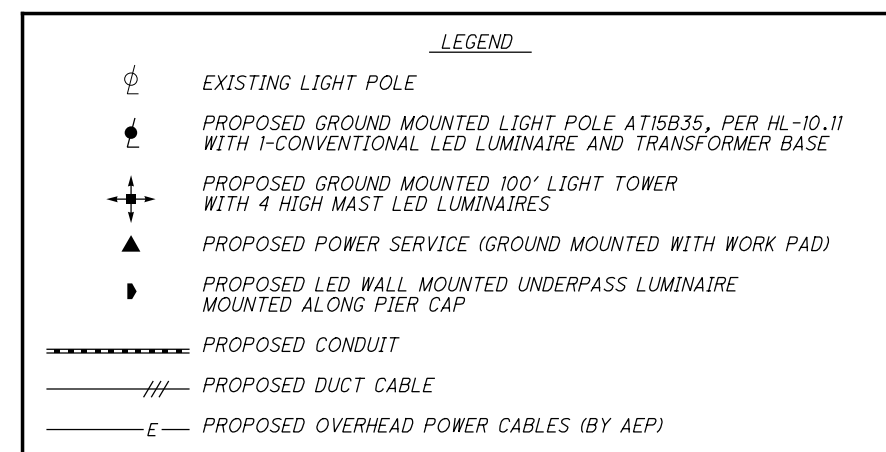 LEGEND
EXISTING LIGHT POLE
PROPOSED GROUND MOUNTED LIGHT POLE AT15B35, PER HL-10.11
WITH 1-CONVENTIONAL LED LUMINAIRE AND TRANSFORMER BASE
PROPOSED GROUND MOUNTED 100' LIGHT TOWER
WITH 4 HIGH MAST LED LUMINAIRES
PROPOSED POWER SERVICE (GROUND MOUNTED WITH WORK PAD)
PROPOSED LED WALL MOUNTED UNDERPASS LUMINAIRE
MOUNTED ALONG PIER CAP
PROPOSED CONDUIT
PROPOSED DUCT CABLE
E PROPOSED OVERHEAD POWER CABLES (BY AEP)